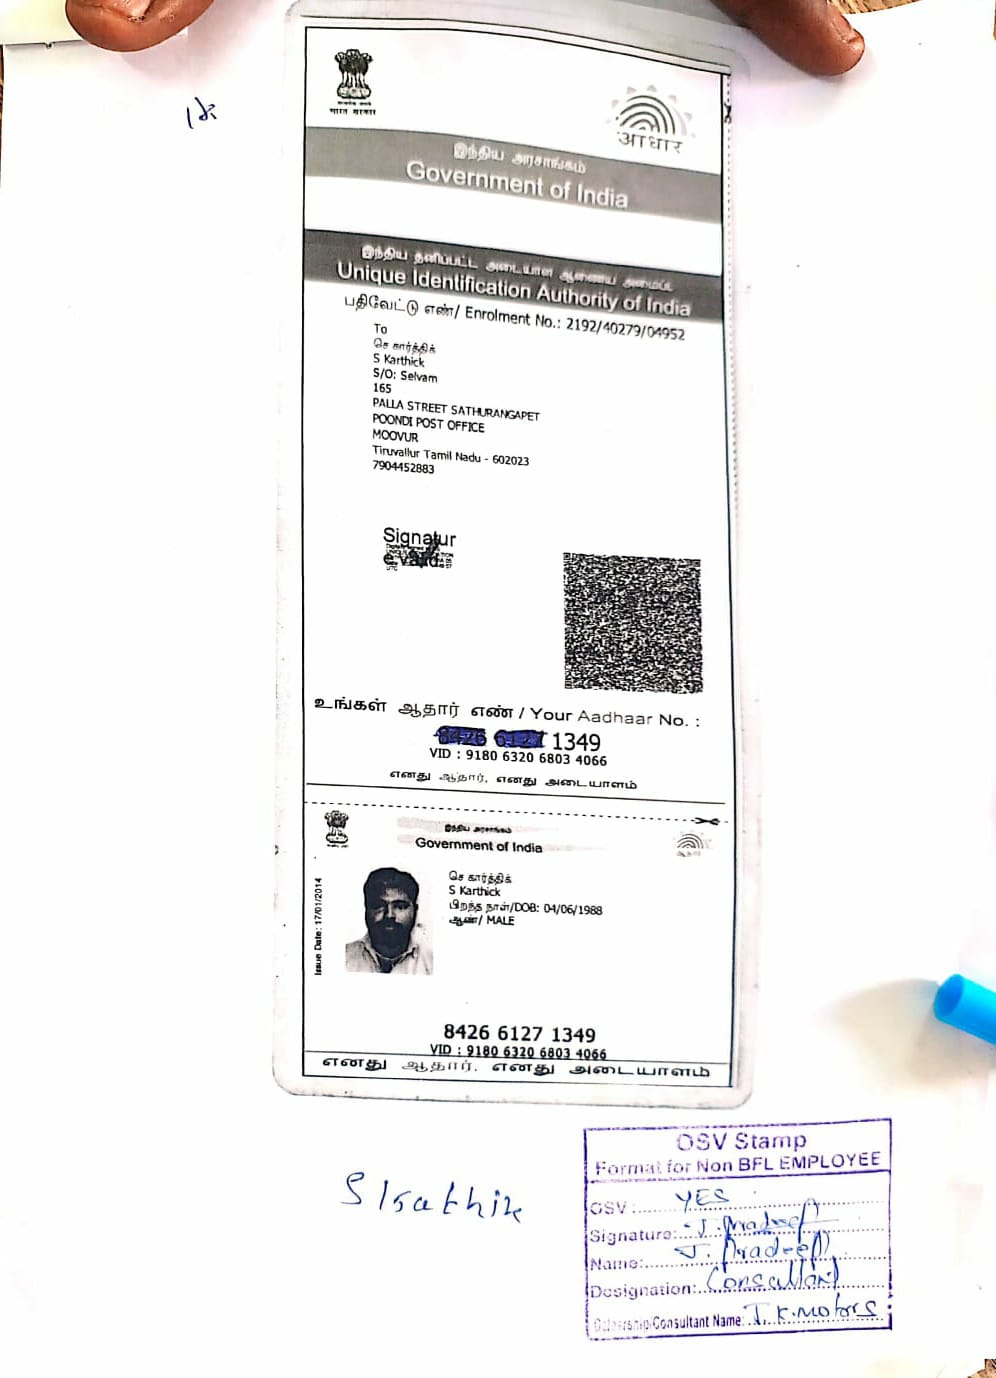 भारत सरकार
आधार
இந்திய அரசாங்கம்
Government of India
இந்திய தனிப்பட்ட அடையாள ஆணைய அமைப்பு
Unique Identification Authority of India
பதிவேட்டு எண்/ Enrolment No.: 2192/40279/04952
To
செ கார்த்திக்
S Karthick
S/O: Selvam
165
PALLA STREET SATHURANGAPET
POONDI POST OFFICE
MOOVUR
Tiruvallur Tamil Nadu - 602023
7904452883
Signatur
e valid
உங்கள் ஆதார் எண் / Your Aadhaar No. :
1349
VID : 9180 6320 6803 4066
எனது ஆதார், எனது அடையாளம்
இந்திய அரசாங்கம்
Government of India
செ கார்த்திக்
S Karthick
பிறந்த நாள்/DOB: 04/06/1988
ஆண்/ MALE
Issue Date: 17/01/2014
8426 6127 1349
VID : 9180 6320 6803 4066
எனது ஆதார், எனது அடையாளம்
OSV Stamp
Format for Non BFL EMPLOYEE
OSV: YES
Signature: J. Pradeep
Name: J. Pradeep
Designation: Consultant
Dealership/Consultant Name: J.K. motors